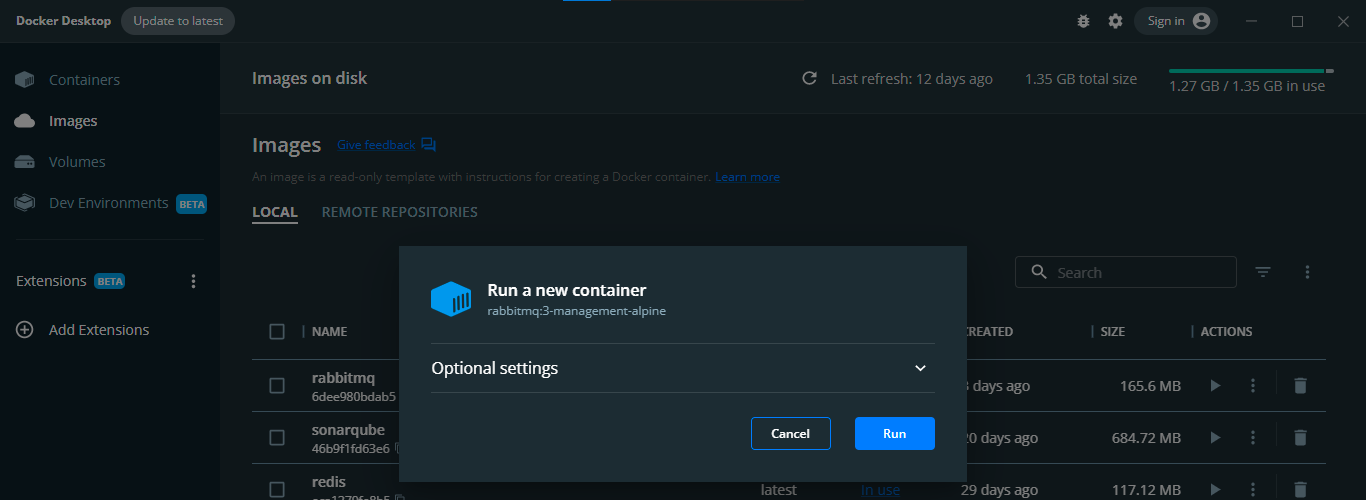 Docker Desktop Update to latest Sign in
Containers
Images
Volumes
Dev Environments BETA
Extensions BETA
Add Extensions
Images on disk Last refresh: 12 days ago 1.35 GB total size 1.27 GB / 1.35 GB in use
Images Give feedback
An image is a read-only template with instructions for creating a Docker container. Learn more
LOCAL REMOTE REPOSITORIES
Search
Run a new container
rabbitmq:3-management-alpine
Optional settings
Cancel Run
NAME SIZE ACTIONS
rabbitmq days ago 165.6 MB
6dee980bdab5
sonarqube 20 days ago 684.72 MB
46b9f1fd63e6
redis latest In use 29 days ago 117.12 MB